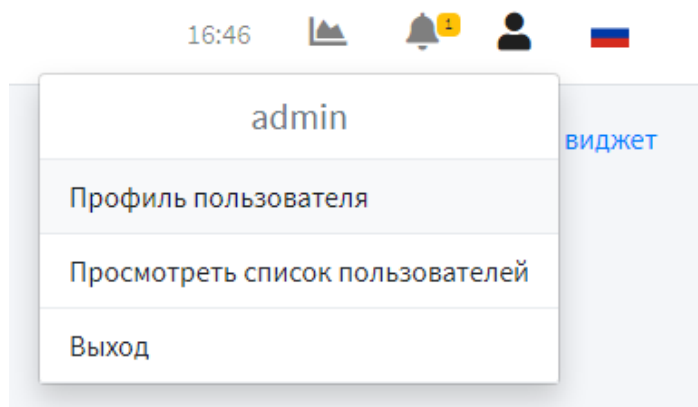 16:46
1
admin
виджет
Профиль пользователя
Просмотреть список пользователей
Выход